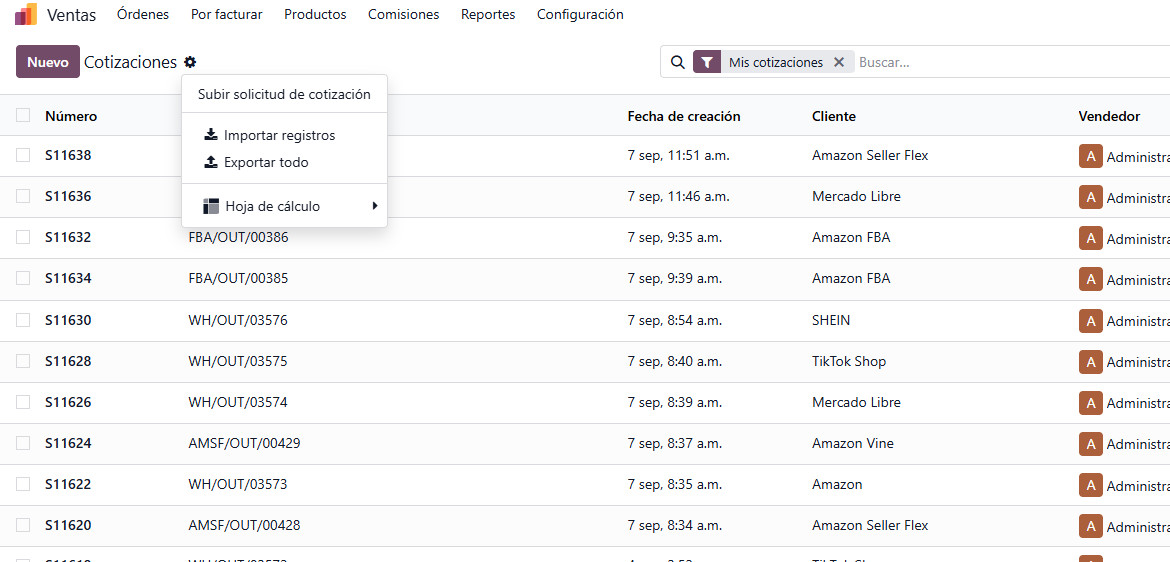 Ventas Órdenes Por facturar Productos Comisiones Reportes Configuración
Nuevo Cotizaciones Mis cotizaciones Buscar...
Subir solicitud de cotización
Importar registros
Exportar todo
Hoja de cálculo
Número Fecha de creación Cliente Vendedor
S11638 7 sep, 11:51 a.m. Amazon Seller Flex A Administra
S11636 7 sep, 11:46 a.m. Mercado Libre A Administra
S11632 FBA/OUT/00386 7 sep, 9:35 a.m. Amazon FBA A Administra
S11634 FBA/OUT/00385 7 sep, 9:39 a.m. Amazon FBA A Administra
S11630 WH/OUT/03576 7 sep, 8:54 a.m. SHEIN A Administra
S11628 WH/OUT/03575 7 sep, 8:40 a.m. TikTok Shop A Administra
S11626 WH/OUT/03574 7 sep, 8:39 a.m. Mercado Libre A Administra
S11624 AMSF/OUT/00429 7 sep, 8:37 a.m. Amazon Vine A Administra
S11622 WH/OUT/03573 7 sep, 8:35 a.m. Amazon A Administra
S11620 AMSF/OUT/00428 7 sep, 8:34 a.m. Amazon Seller Flex A Administra